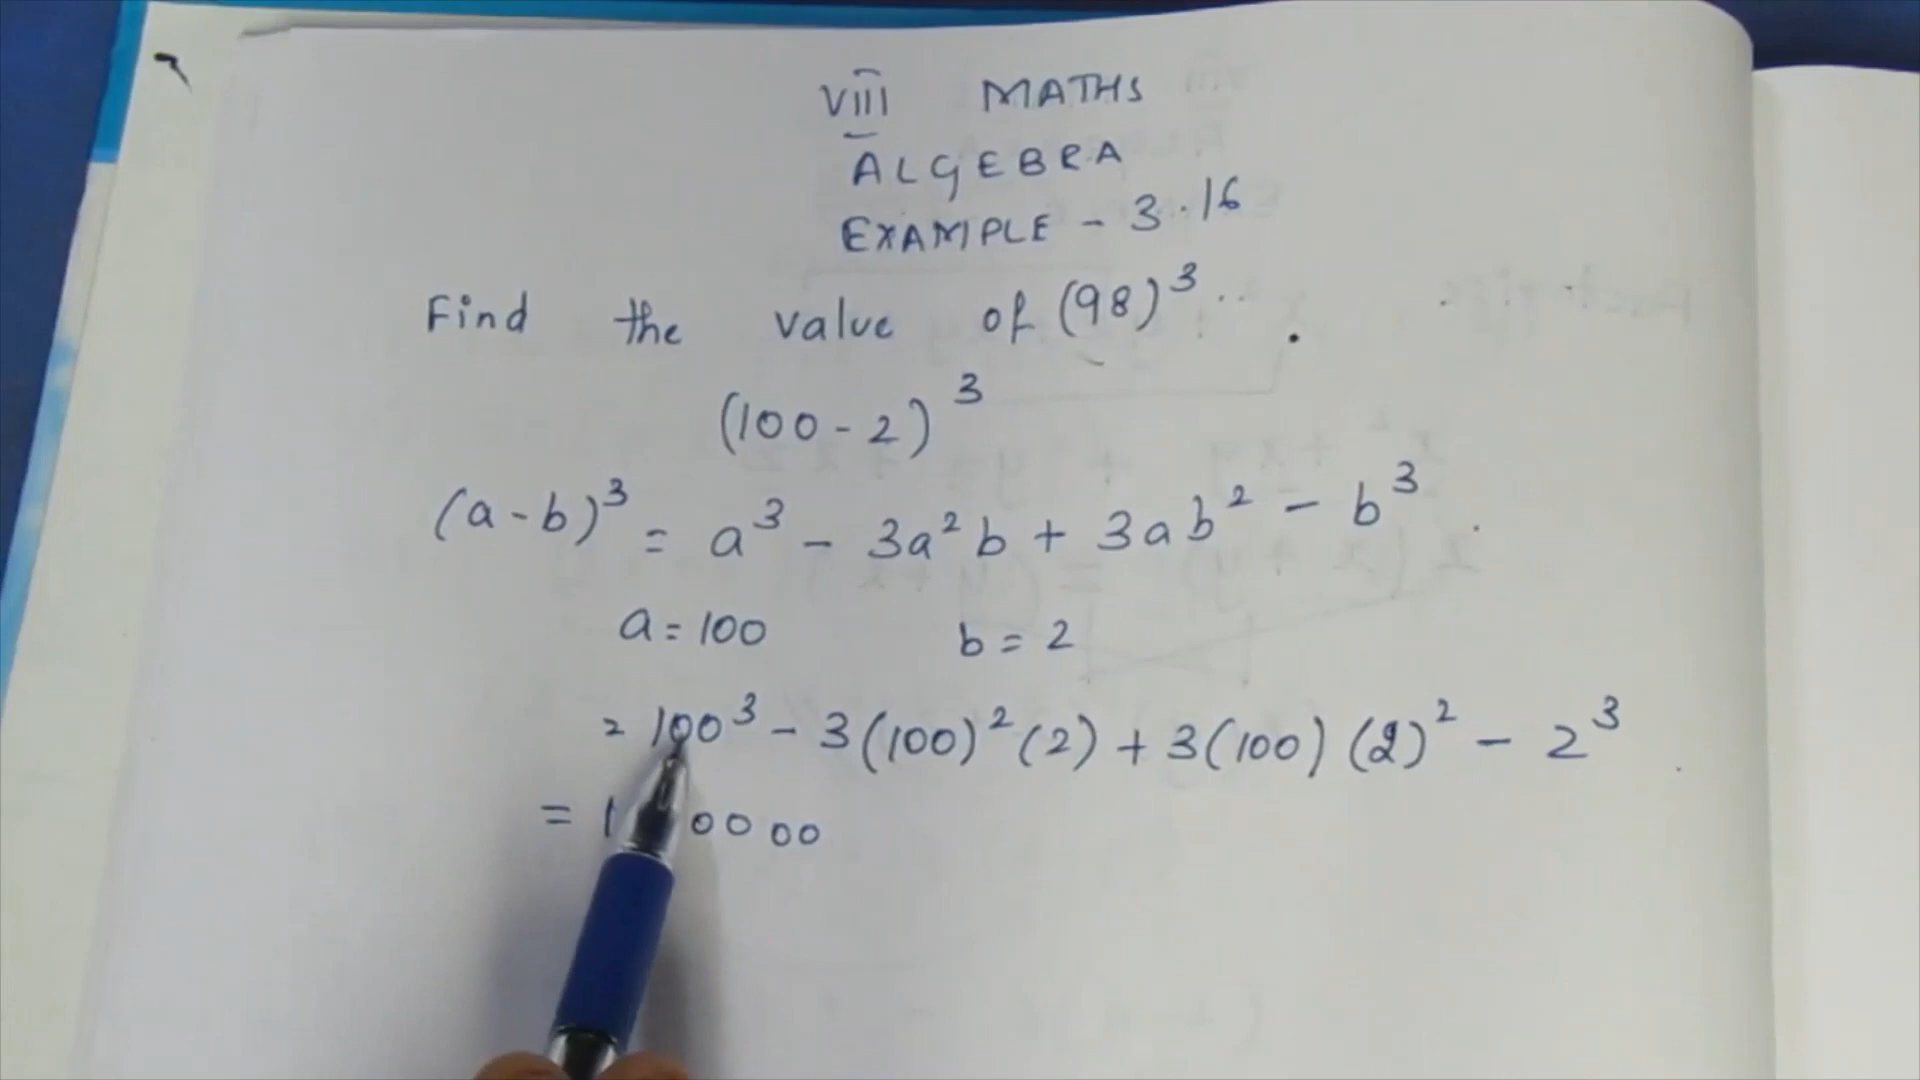 VIII MATHS
ALGEBRA
EXAMPLE - 3.16
Find the value of (98)³
(100-2)³
(a-b)³ = a³ - 3a²b + 3ab² - b³
a=100 b=2
= 100³ - 3(100)²(2) + 3(100)(2)² - 2³
=